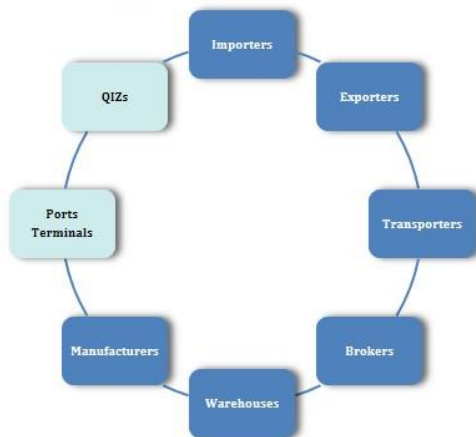 Importers
Exporters
Transporters
Brokers
Warehouses
Manufacturers
Ports
Terminals
QIZs